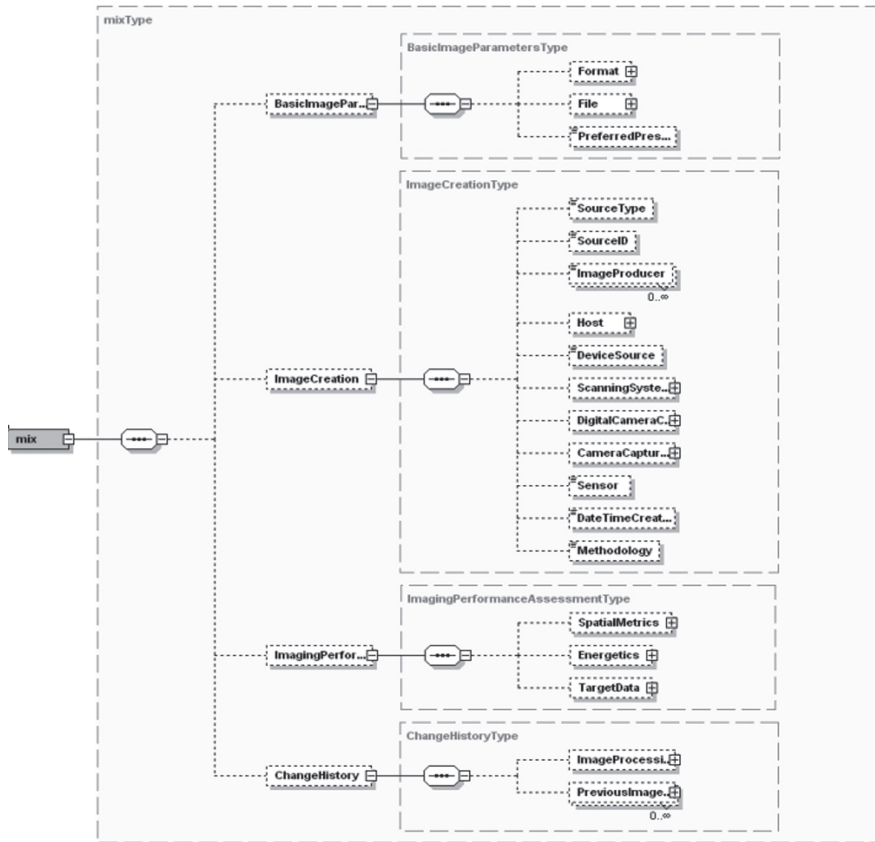 mixType
BasicImageParametersType
Format
BasicImagePar...
File
PreferredPres...
ImageCreationType
SourceType
SourceID
ImageProducer
0..∞
Host
DeviceSource
ImageCreation
ScanningSyste...
DigitalCameraC...
mix
CameraCaptur...
Sensor
DateTimeCreat...
Methodology
ImagingPerformanceAssessmentType
SpatialMetrics
ImagingPerfor...
Energetics
TargetData
ChangeHistoryType
ImageProcessi...
ChangeHistory
PreviousImage...
0..∞